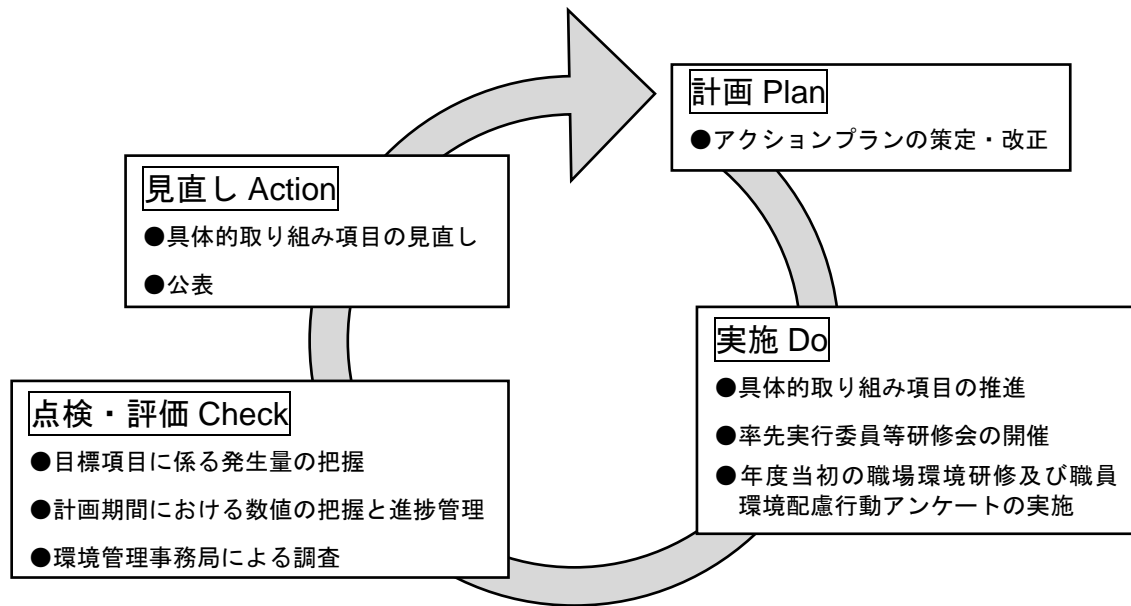 計画 Plan
●アクションプランの策定・改正
見直し Action
●具体的取り組み項目の見直し
●公表
実施 Do
●具体的取り組み項目の推進
●率先実行委員等研修会の開催
●年度当初の職場環境研修及び職員
環境配慮行動アンケートの実施
点検・評価 Check
●目標項目に係る発生量の把握
●計画期間における数値の把握と進捗管理
●環境管理事務局による調査